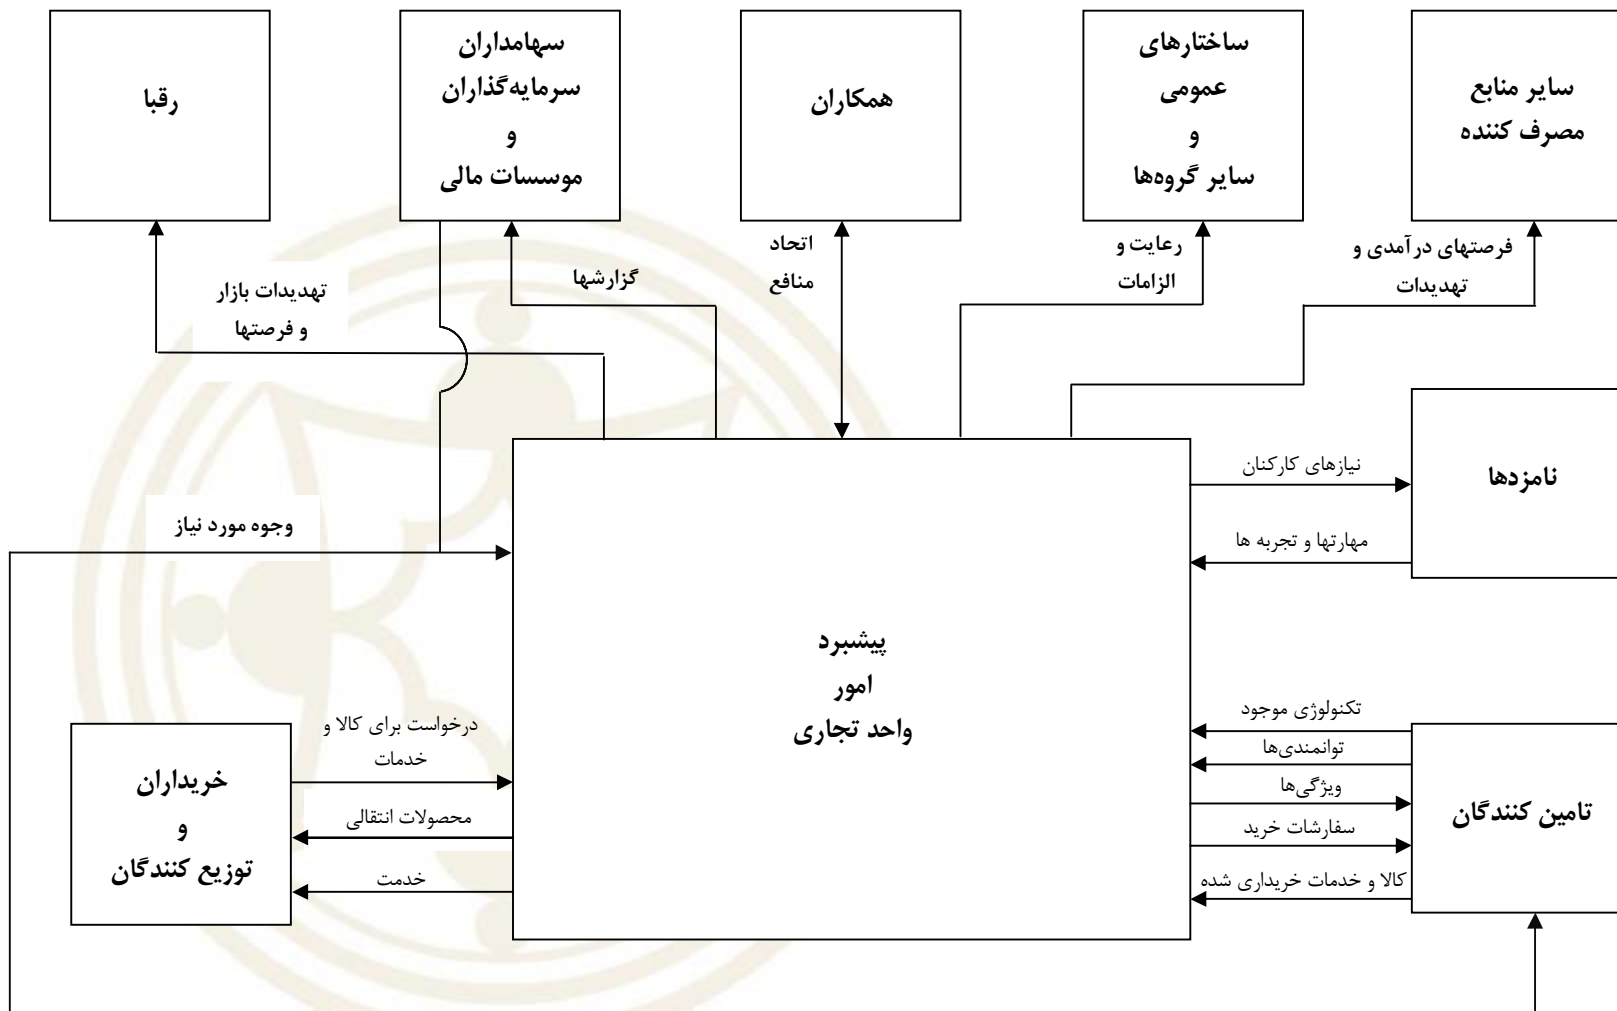 سایر منابع
مصرف کننده
ساختارهای
عمومی
و
سایر گروه‌ها
همکاران
سهامداران
سرمایه‌گذاران
و
موسسات مالی
رقبا
فرصتهای درآمدی و
تهدیدات
رعایت و
الزامات
اتحاد
منافع
گزارشها
تهدیدات بازار
و فرصتها
نامزدها
نیازهای کارکنان
مهارتها و تجربه ها
وجوه مورد نیاز
پیشبرد
امور
واحد تجاری
تامین کنندگان
تکنولوژی موجود
توانمندی‌ها
ویژگی‌ها
سفارشات خرید
کالا و خدمات خریداری شده
درخواست برای کالا و
خدمات
محصولات انتقالی
خدمت
خریداران
و
توزیع کنندگان